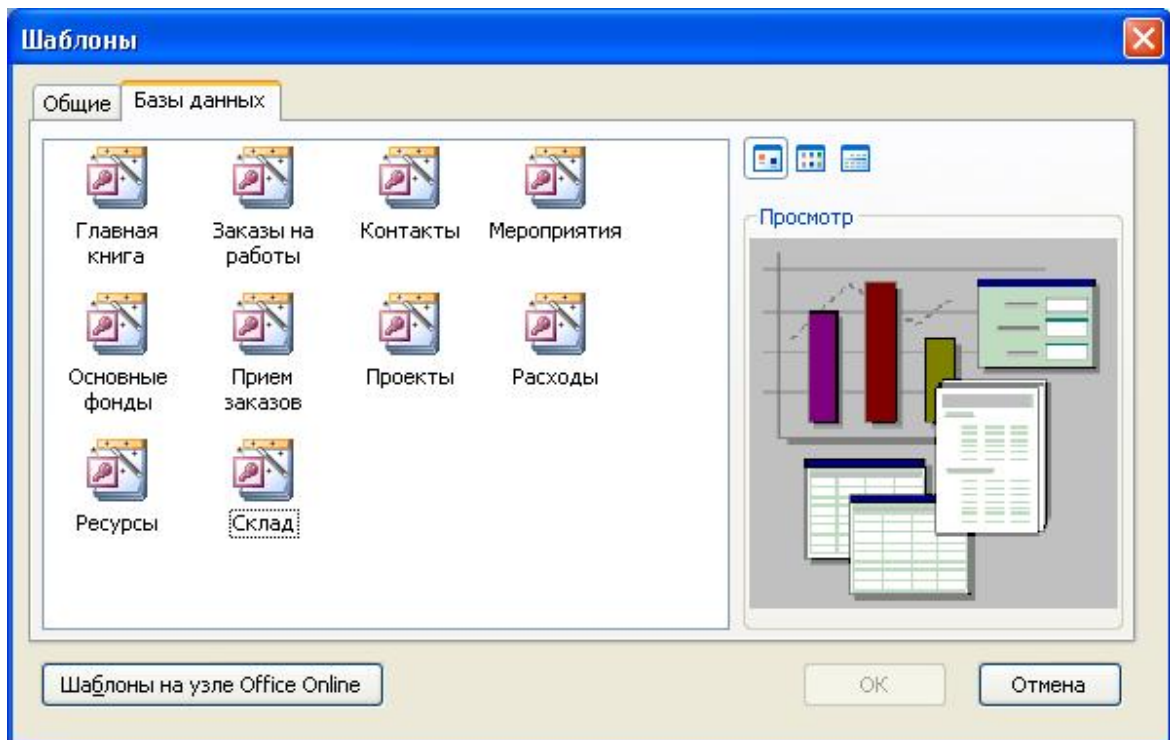 Шаблоны
Общие
Базы данных
Главная
книга
Заказы на
работы
Контакты
Мероприятия
Основные
фонды
Прием
заказов
Проекты
Расходы
Ресурсы
Склад
Просмотр
Шаблоны на узле Office Online
ОК
Отмена